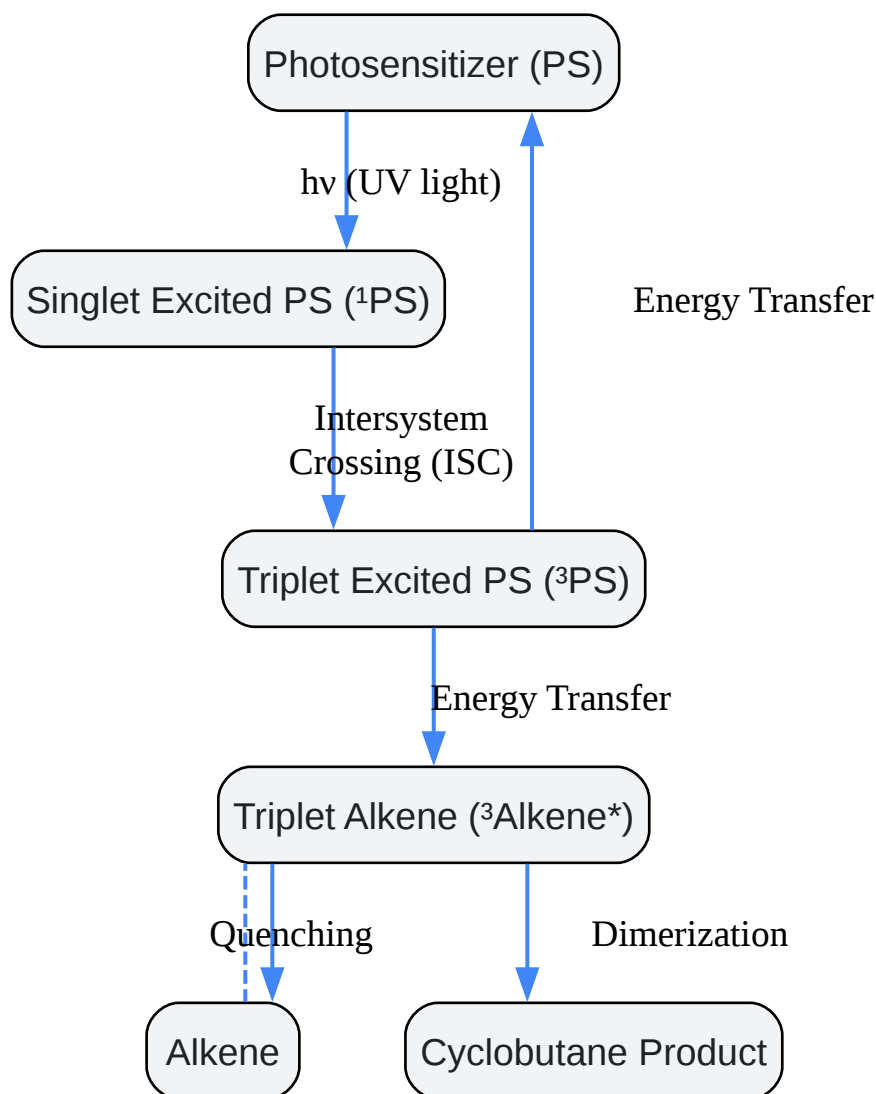 Photosensitizer (PS)
hν (UV light)
Singlet Excited PS (¹PS)
Energy Transfer
Intersystem
Crossing (ISC)
Triplet Excited PS (³PS)
Energy Transfer
Triplet Alkene (³Alkene*)
Quenching
Dimerization
Alkene
Cyclobutane Product